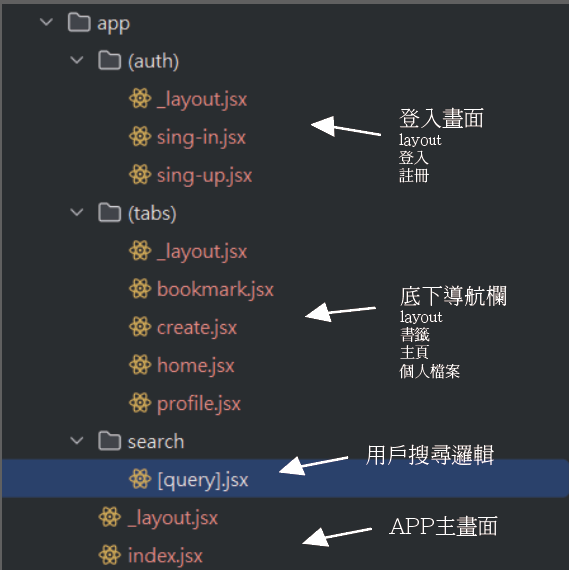 app
(auth)
_layout.jsx
sing-in.jsx
sing-up.jsx
登入畫面
layout
登入
註冊
(tabs)
_layout.jsx
bookmark.jsx
create.jsx
home.jsx
profile.jsx
底下導航欄
layout
書籤
主頁
個人檔案
search
[query].jsx
用戶搜尋邏輯
_layout.jsx
index.jsx
APP主畫面